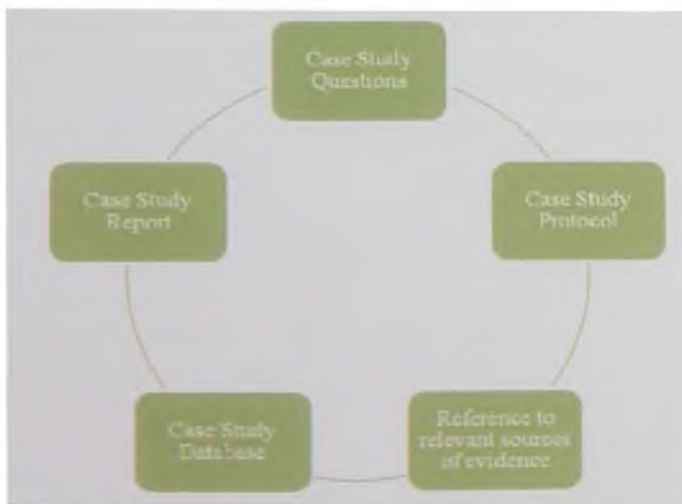 Case Study
Questions
Case Study
Protocol
Reference to
relevant sources
of evidence
Case Study
Database
Case Study
Report